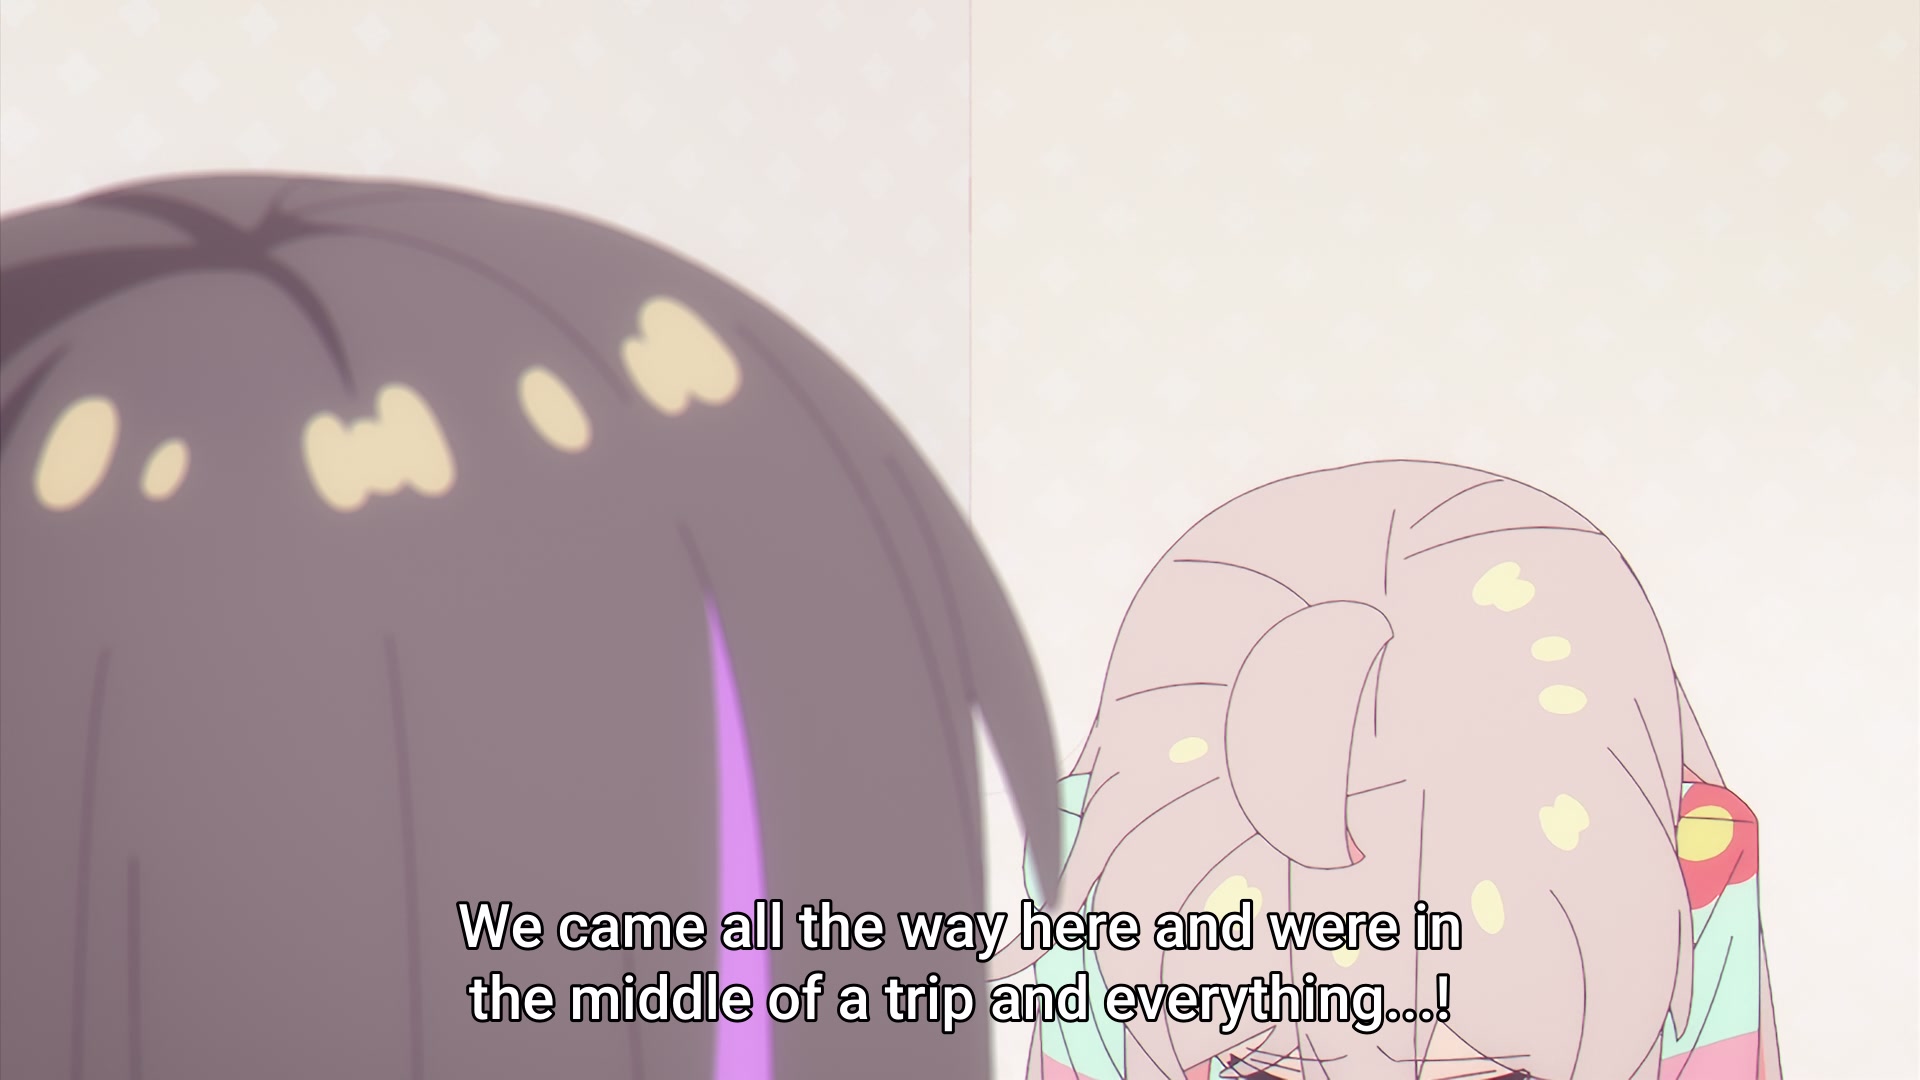 We came all the way here and were in
the middle of a trip and everything...!